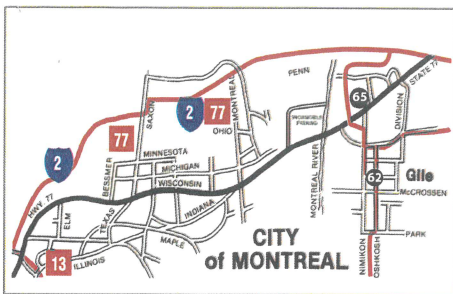 STATE 77
PENN
65
SAXON
MONTREAL
DIVISION
2
77
77
OHIO
2
MINNESOTA
MICHIGAN
WISCONSIN
BESSMER
MONTREAL RIVER
62
Gile
McCROSSEN
HWY. 77
ELM
TEXAS
INDIANA
MAPLE
CITY
of MONTREAL
PARK
NIMIKON
OSHKOSH
13
ILLINOIS